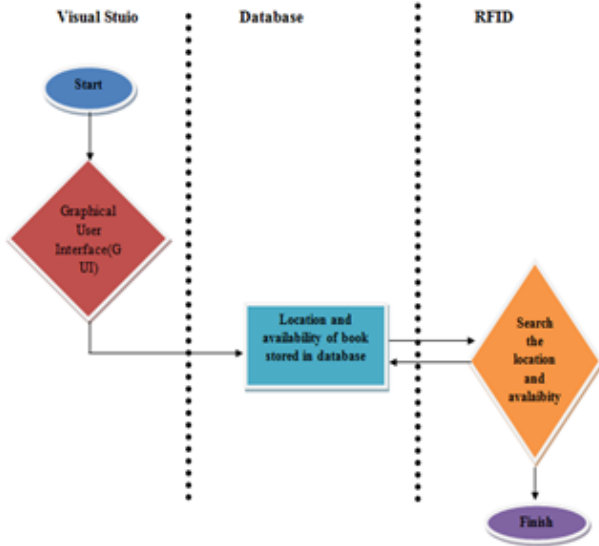 Visual Stuio
Database
RFID
Start
Graphical
User
Interface(G
UI)
Location and
availability of book
stored in database
Search
the
location
and
avalaibity
Finish